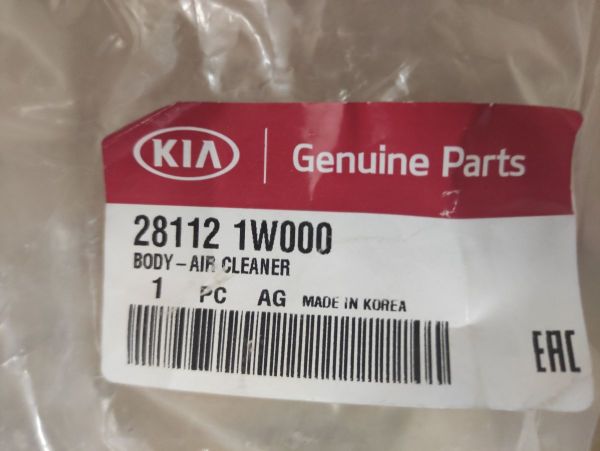 KIA Genuine Parts
28112 1W000
BODY-AIR CLEANER
1 PC AG MADE IN KOREA
EAC